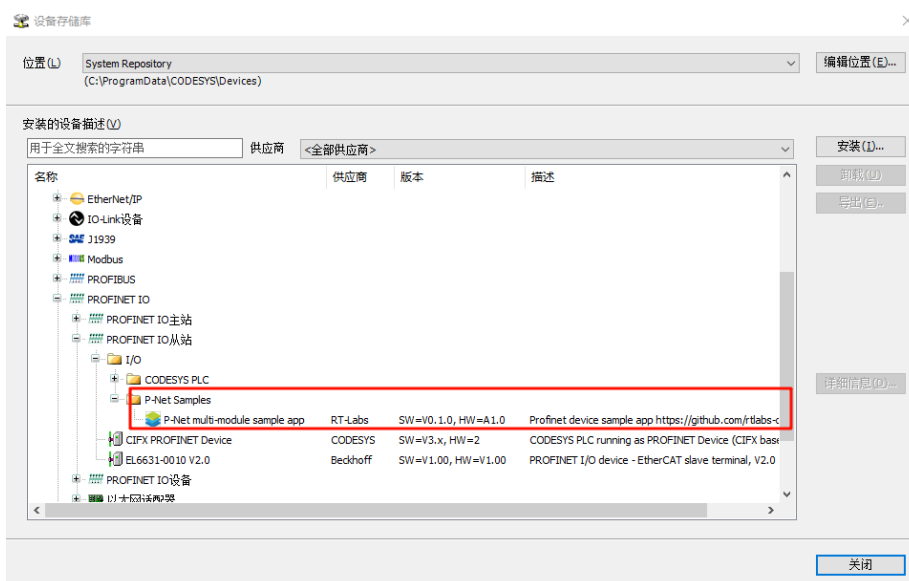 设备存储库
位置(L) System Repository 编辑位置(E)...
(C:\ProgramData\CODESYS\Devices)
安装的设备描述(V)
用于全文搜索的字符串 供应商 <全部供应商> 安装(I)...
名称 供应商 版本 描述 卸载(U)
EtherNet/IP 导出(E)..
IO-Link设备
SAE J1939
Modbus
PROFIBUS
PROFINET IO
PROFINET IO主站
PROFINET IO从站
I/O
CODESYS PLC 详细信息(D)...
P-Net Samples
P-Net multi-module sample app RT-Labs SW=V0.1.0, HW=A1.0 Profinet device sample app https://github.com/rtlabs-c
CIFX PROFINET Device CODESYS SW=V3.x, HW=2 CODESYS PLC running as PROFINET Device (CIFX base
EL6631-0010 V2.0 Beckhoff SW=V1.00, HW=V1.00 PROFINET I/O device - EtherCAT slave terminal, V2.0
PROFINET IO设备
以太网适配器
关闭